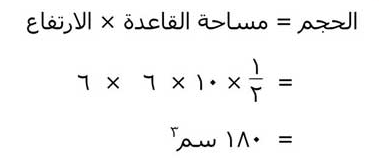 الحجم = مساحة القاعدة × الارتفاع
= ١/٢ × ١٠ × ٦ × ٦
= ١٨٠ سم٣